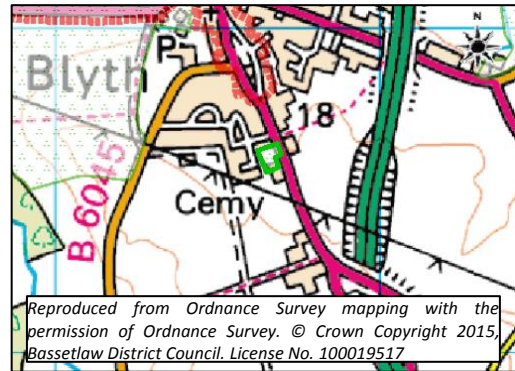 N
P
Blyth
18
B 6045
Cemy
Reproduced from Ordnance Survey mapping with the
permission of Ordnance Survey. © Crown Copyright 2015,
Bassetlaw District Council. License No. 100019517